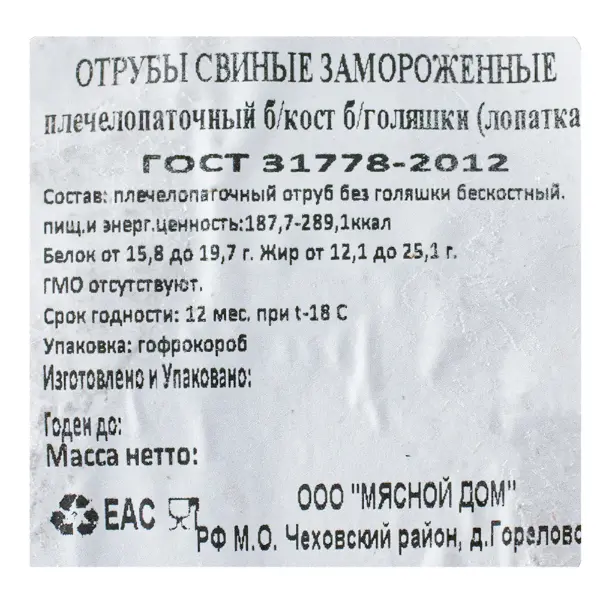 ОТРУБЫ СВИНЫЕ ЗАМОРОЖЕННЫЕ
плечелопаточный б/кост б/голяшки (лопатка
ГОСТ 31778-2012
Состав: плечелопаточный отруб без голяшки бескостный.
пищ.и энерг.ценность:187,7-289,1ккал
Белок от 15,8 до 19,7 г. Жир от 12,1 до 25,1 г.
ГМО отсутствуют.
Срок годности: 12 мес. при t-18 С
Упаковка: гофрокороб
Изготовлено и Упаковано:
Годен до:
Масса нетто:
ЕАС
ООО "МЯСНОЙ ДОМ"
РФ М.О. Чеховский район, д.Горелово